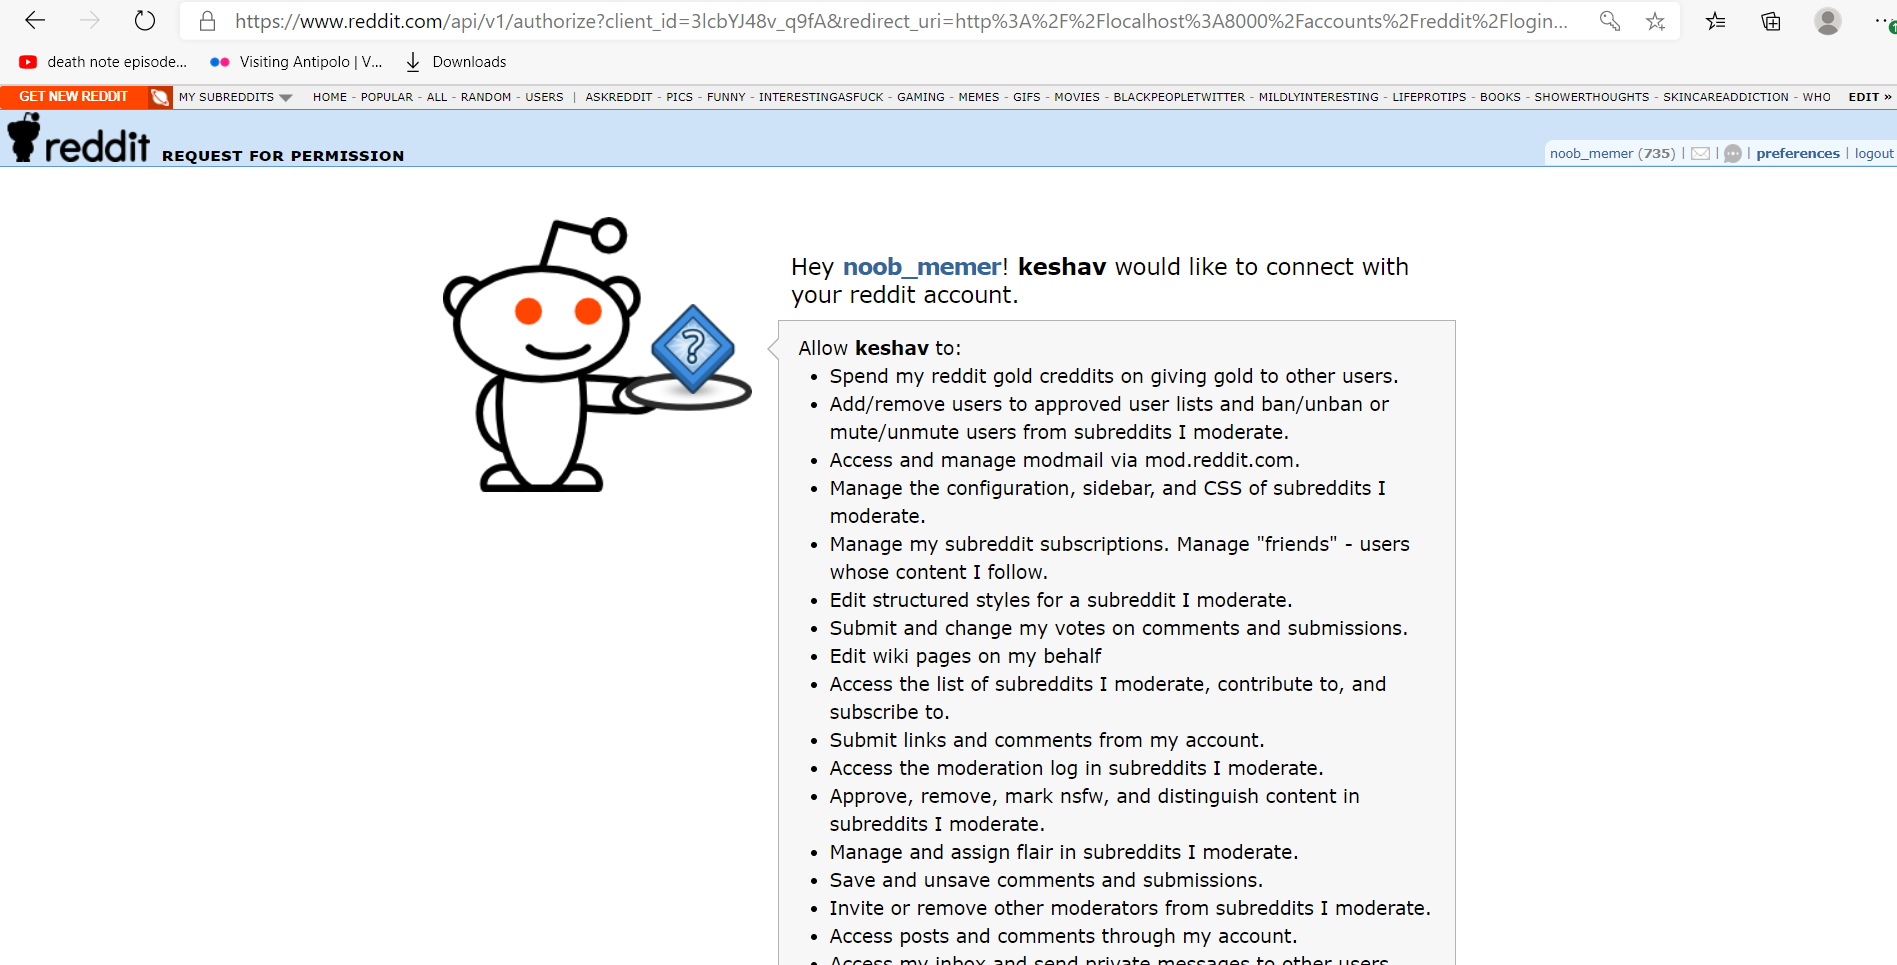 https://www.reddit.com/api/v1/authorize?client_id=3lcbYJ48v_q9fA&redirect_uri=http%3A%2F%2Flocalhost%3A8000%2Faccounts%2Freddit%2Flogin...
death note episode... Visiting Antipolo | V... Downloads
GET NEW REDDIT MY SUBREDDITS HOME - POPULAR - ALL - RANDOM - USERS | ASKREDDIT - PICS - FUNNY - INTERESTINGASFUCK - GAMING - MEMES - GIFS - MOVIES - BLACKPEOPLETWITTER - MILDLYINTERESTING - LIFEPROTIPS - BOOKS - SHOWERTHOUGHTS - SKINCAREADDICTION - WHO EDIT »
reddit REQUEST FOR PERMISSION
noob_memer (735) | | | preferences | logout
Hey noob_memer! keshav would like to connect with
your reddit account.
?
Allow keshav to:
• Spend my reddit gold creddits on giving gold to other users.
• Add/remove users to approved user lists and ban/unban or
mute/unmute users from subreddits I moderate.
• Access and manage modmail via mod.reddit.com.
• Manage the configuration, sidebar, and CSS of subreddits I
moderate.
• Manage my subreddit subscriptions. Manage "friends" - users
whose content I follow.
• Edit structured styles for a subreddit I moderate.
• Submit and change my votes on comments and submissions.
• Edit wiki pages on my behalf
• Access the list of subreddits I moderate, contribute to, and
subscribe to.
• Submit links and comments from my account.
• Access the moderation log in subreddits I moderate.
• Approve, remove, mark nsfw, and distinguish content in
subreddits I moderate.
• Manage and assign flair in subreddits I moderate.
• Save and unsave comments and submissions.
• Invite or remove other moderators from subreddits I moderate.
• Access posts and comments through my account.
• Access my inbox and send private messages to other users.